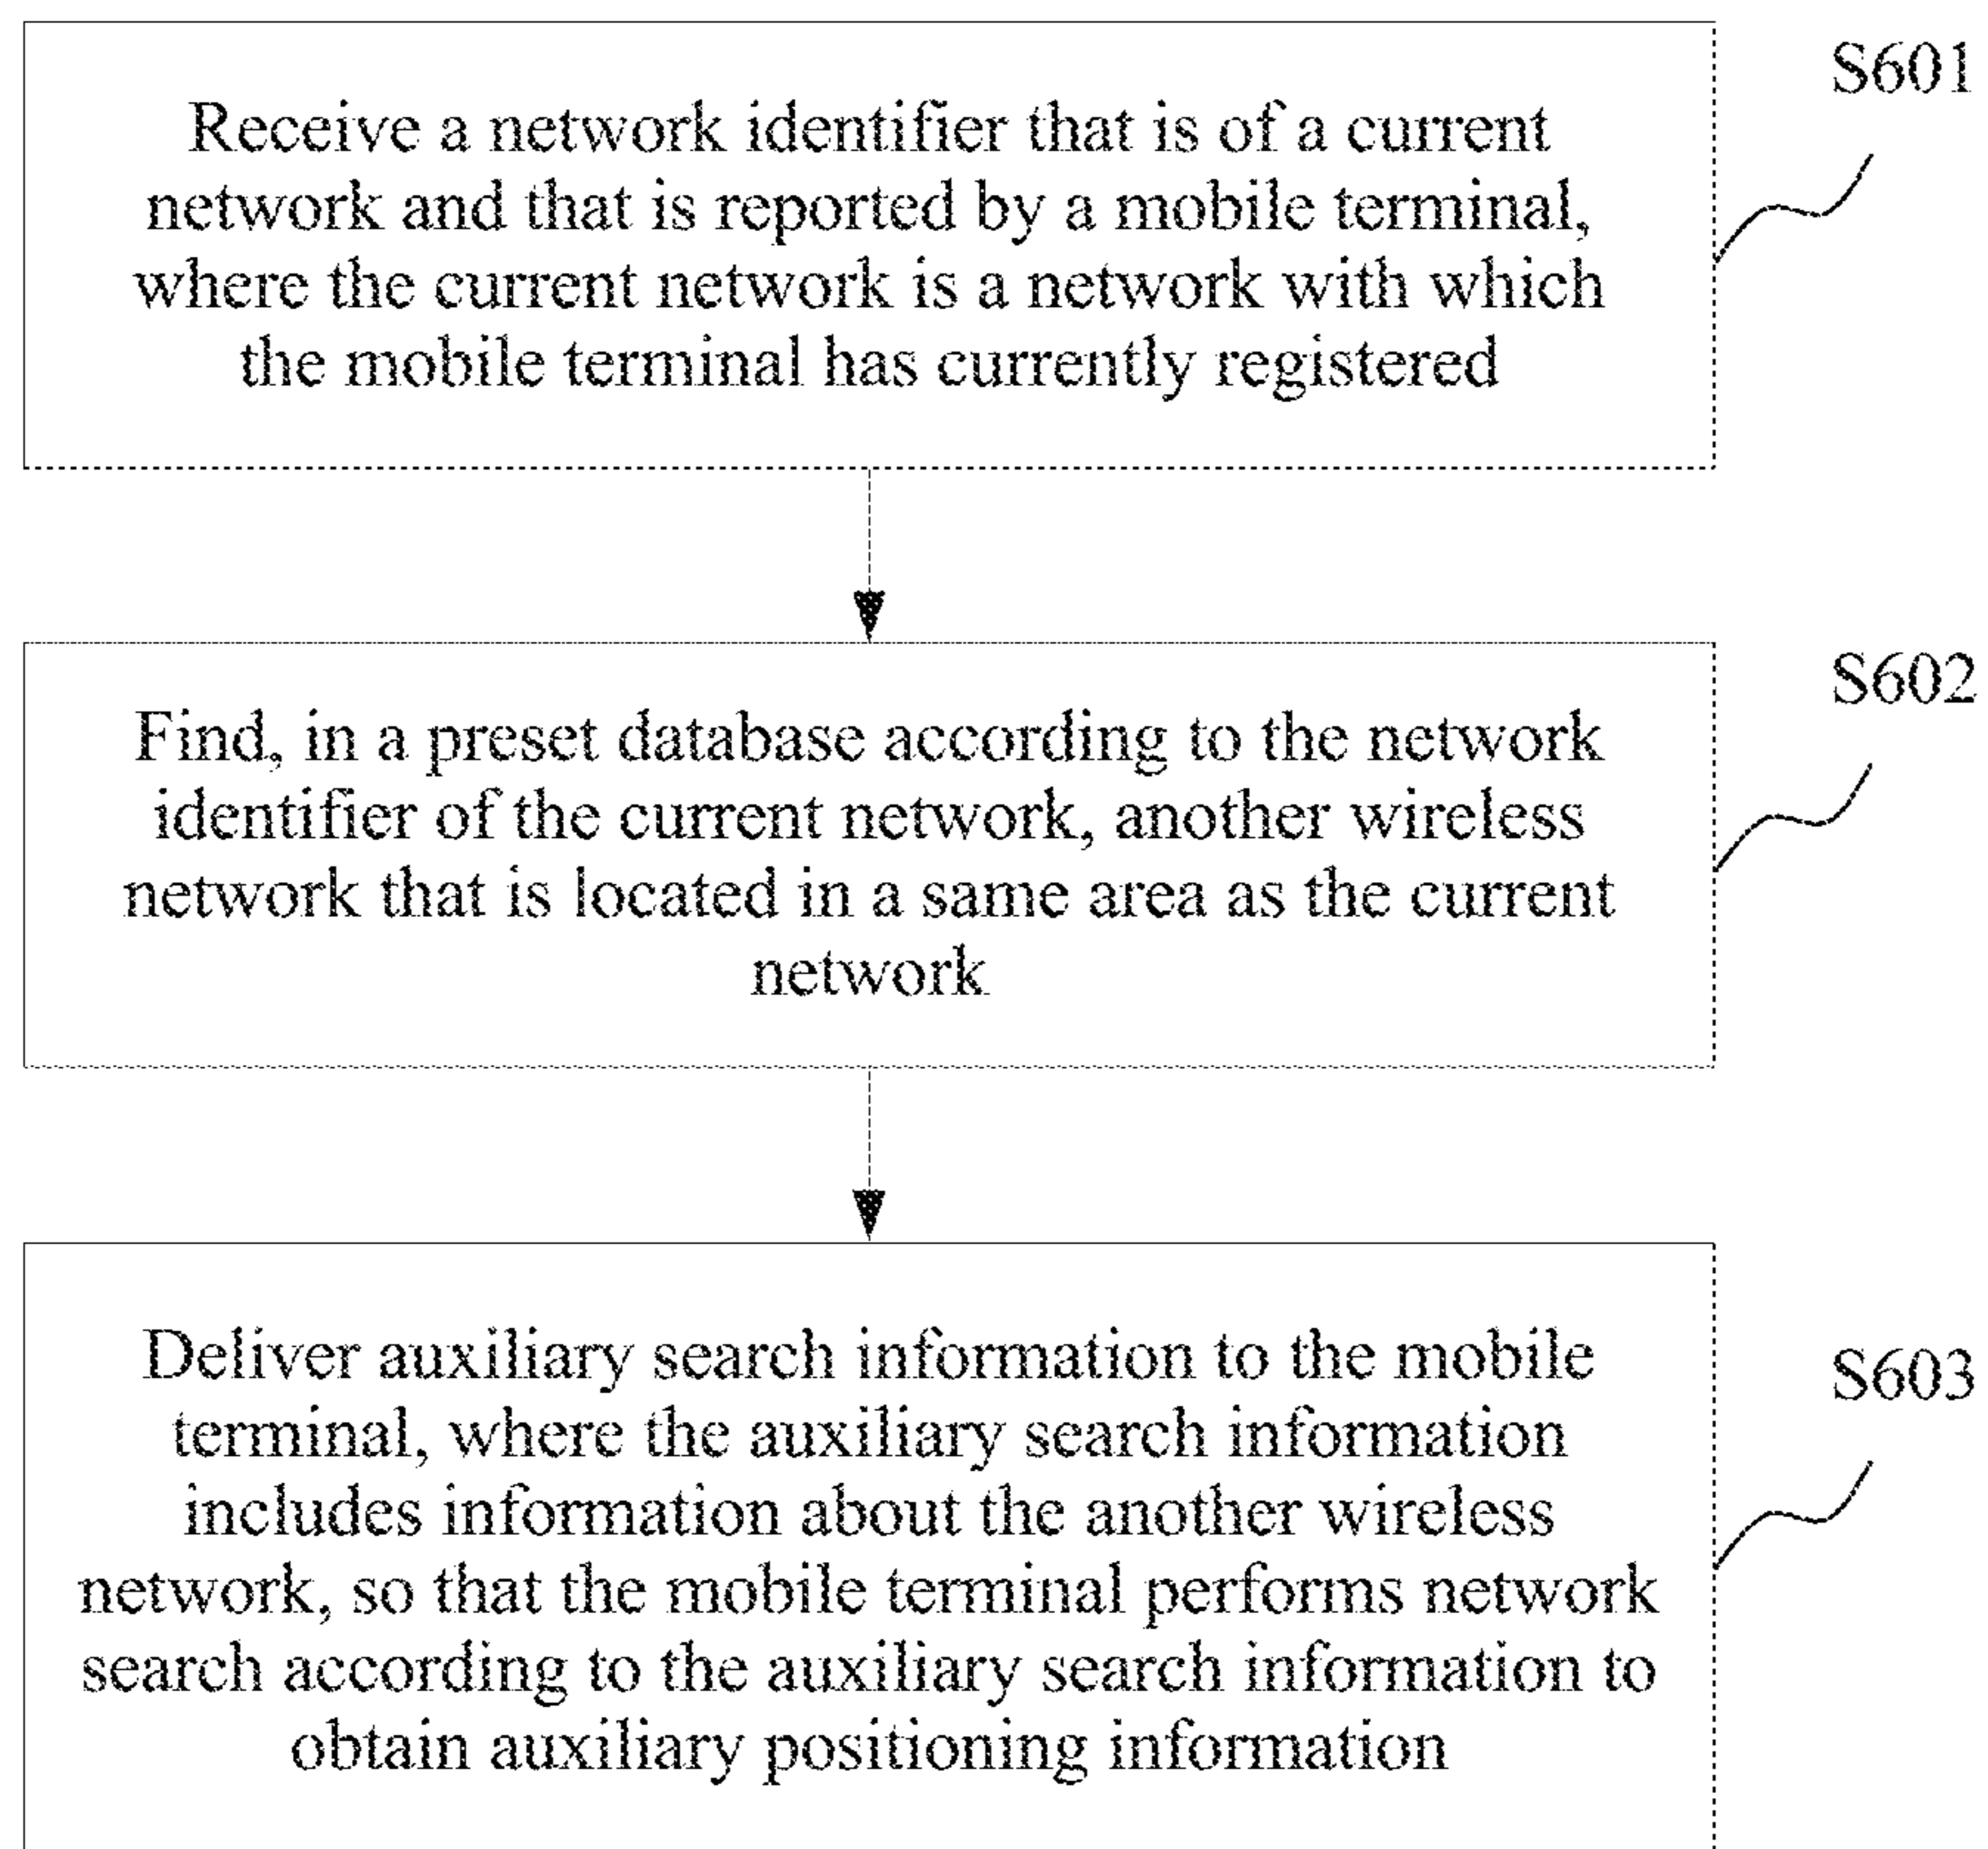 S601
Receive a network identifier that is of a current
network and that is reported by a mobile terminal,
where the current network is a network with which
the mobile terminal has currently registered
S602
Find, in a preset database according to the network
identifier of the current network, another wireless
network that is located in a same area as the current
network
S603
Deliver auxiliary search information to the mobile
terminal, where the auxiliary search information
includes information about the another wireless
network, so that the mobile terminal performs network
search according to the auxiliary search information to
obtain auxiliary positioning information